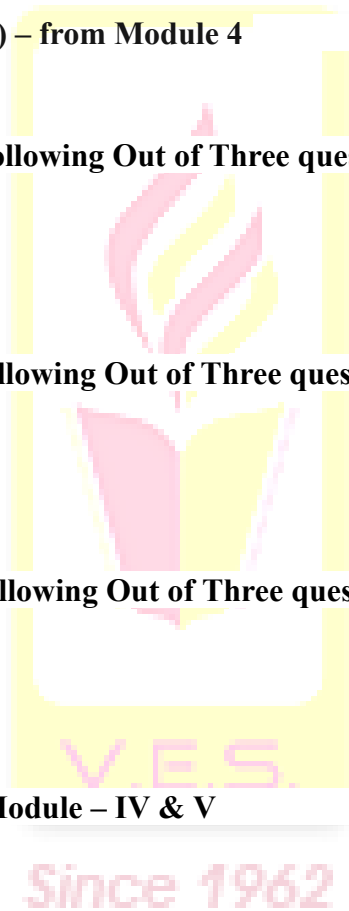 ) – from Module 4
ollowing Out of Three que
llowing Out of Three ques
llowing Out of Three ques
V.E.S.
Module – IV & V
Since 1962